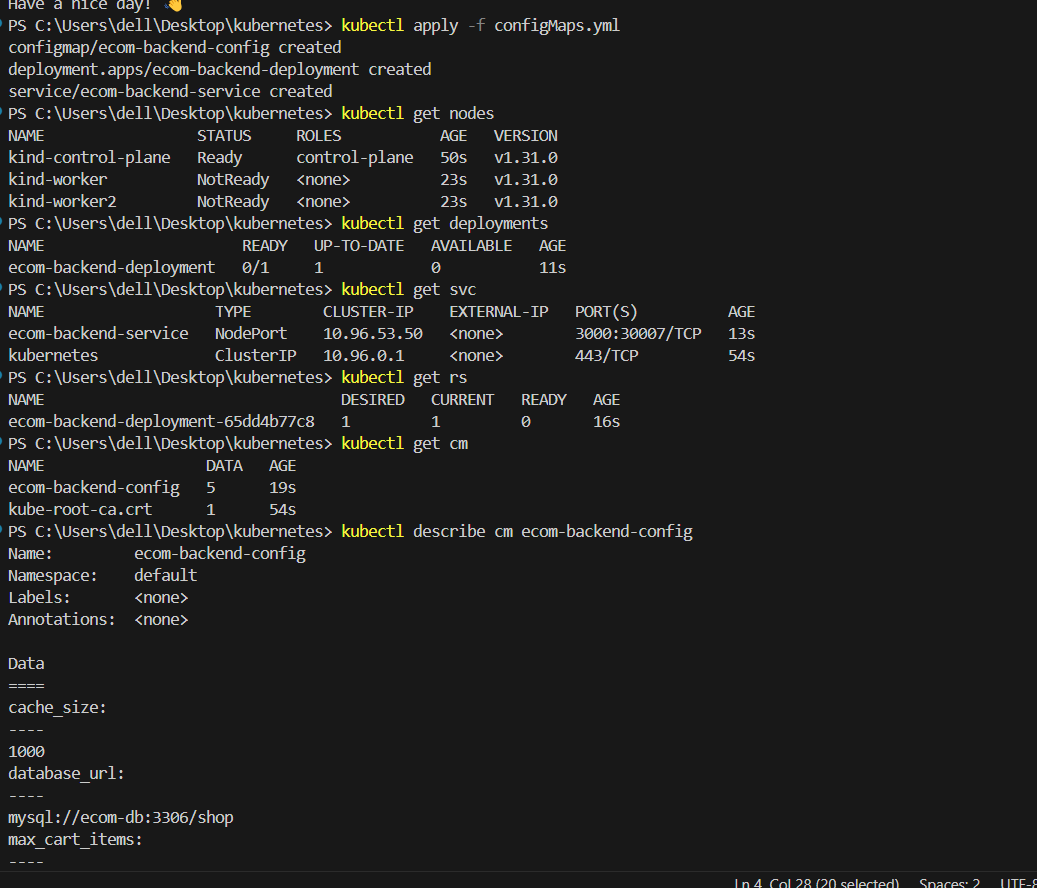 Have a nice day! 👋
PS C:\Users\dell\Desktop\kubernetes> kubectl apply -f configMaps.yml
configmap/ecom-backend-config created
deployment.apps/ecom-backend-deployment created
service/ecom-backend-service created
PS C:\Users\dell\Desktop\kubernetes> kubectl get nodes
NAME                 STATUS     ROLES           AGE   VERSION
kind-control-plane   Ready      control-plane   50s   v1.31.0
kind-worker          NotReady   <none>          23s   v1.31.0
kind-worker2         NotReady   <none>          23s   v1.31.0
PS C:\Users\dell\Desktop\kubernetes> kubectl get deployments
NAME                      READY   UP-TO-DATE   AVAILABLE   AGE
ecom-backend-deployment   0/1     1            0           11s
PS C:\Users\dell\Desktop\kubernetes> kubectl get svc
NAME                   TYPE        CLUSTER-IP    EXTERNAL-IP   PORT(S)          AGE
ecom-backend-service   NodePort    10.96.53.50   <none>        3000:30007/TCP   13s
kubernetes             ClusterIP   10.96.0.1     <none>        443/TCP          54s
PS C:\Users\dell\Desktop\kubernetes> kubectl get rs
NAME                                 DESIRED   CURRENT   READY   AGE
ecom-backend-deployment-65dd4b77c8   1         1         0       16s
PS C:\Users\dell\Desktop\kubernetes> kubectl get cm
NAME                  DATA   AGE
ecom-backend-config   5      19s
kube-root-ca.crt      1      54s
PS C:\Users\dell\Desktop\kubernetes> kubectl describe cm ecom-backend-config
Name:         ecom-backend-config
Namespace:    default
Labels:       <none>
Annotations:  <none>
Data
====
cache_size:
----
1000
database_url:
----
mysql://ecom-db:3306/shop
max_cart_items:
----
Ln 4, Col 28 (20 selected)   Spaces: 2   UTF-8